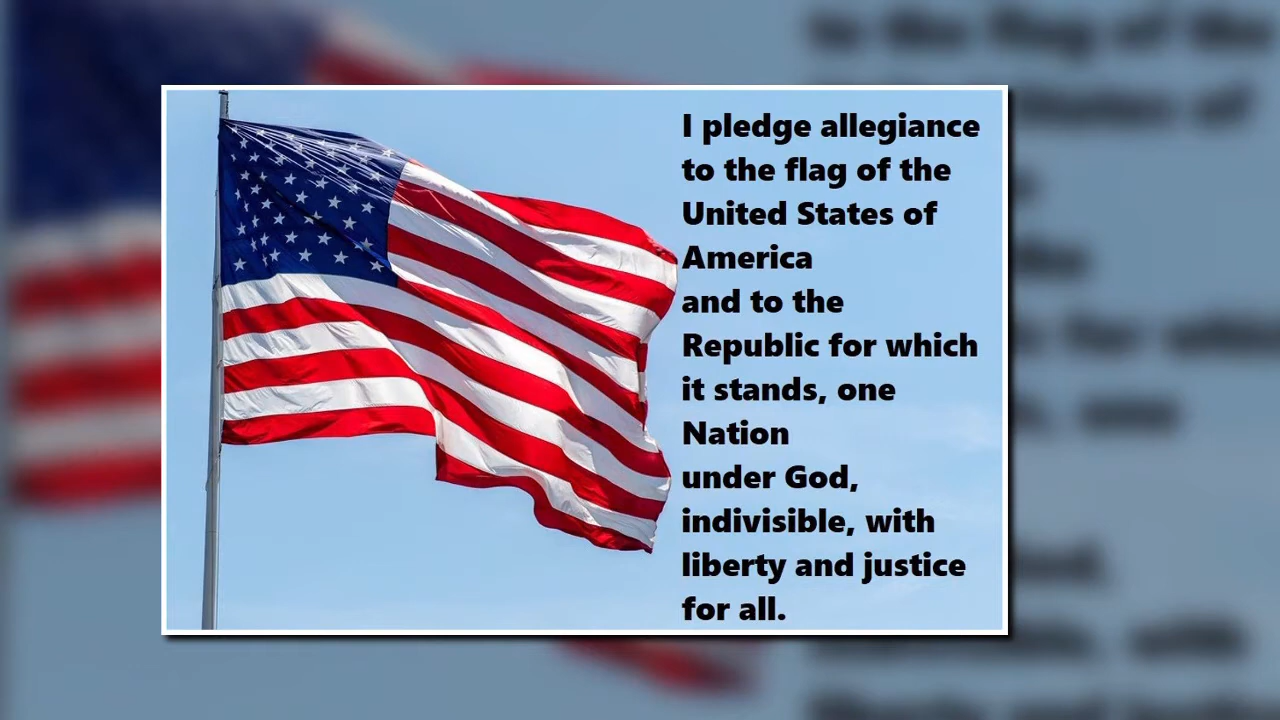 I pledge allegiance
to the flag of the
United States of
America
and to the
Republic for which
it stands, one
Nation
under God,
indivisible, with
liberty and justice
for all.